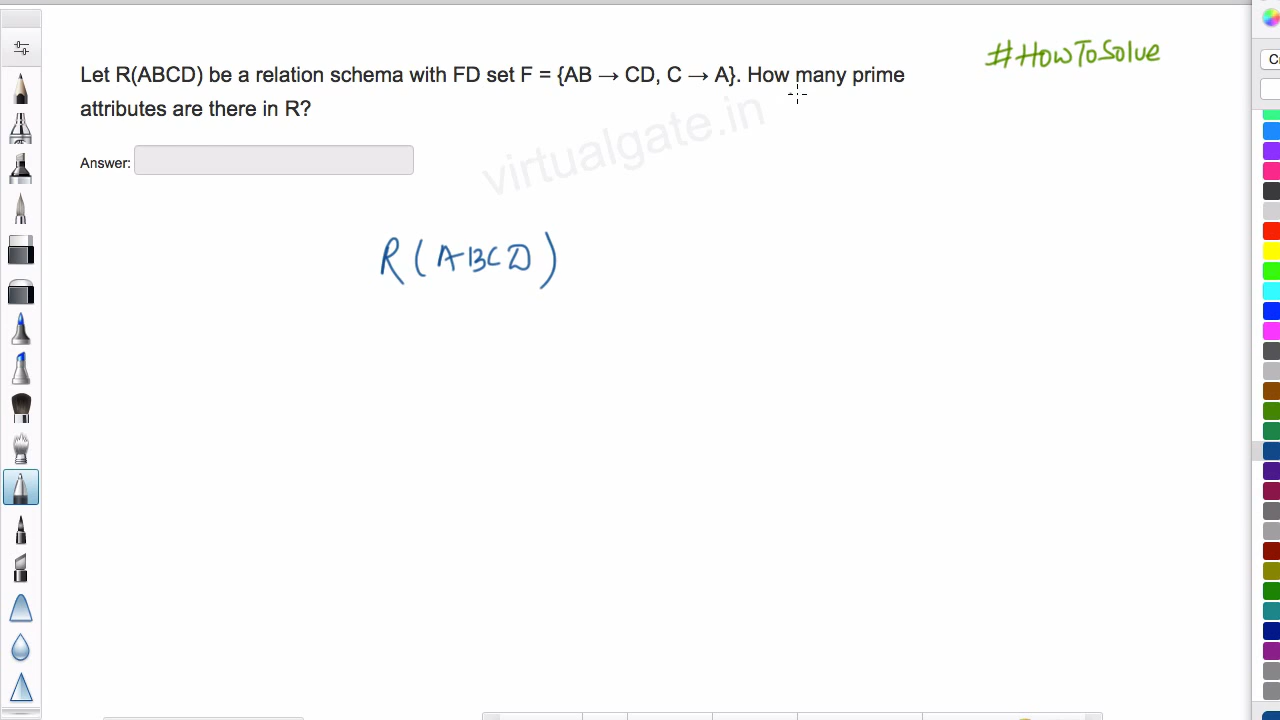 #HowToSolve
Let R(ABCD) be a relation schema with FD set F = {AB → CD, C → A}. How many prime
attributes are there in R?
virtualgate.in
Answer:
R(ABCD)